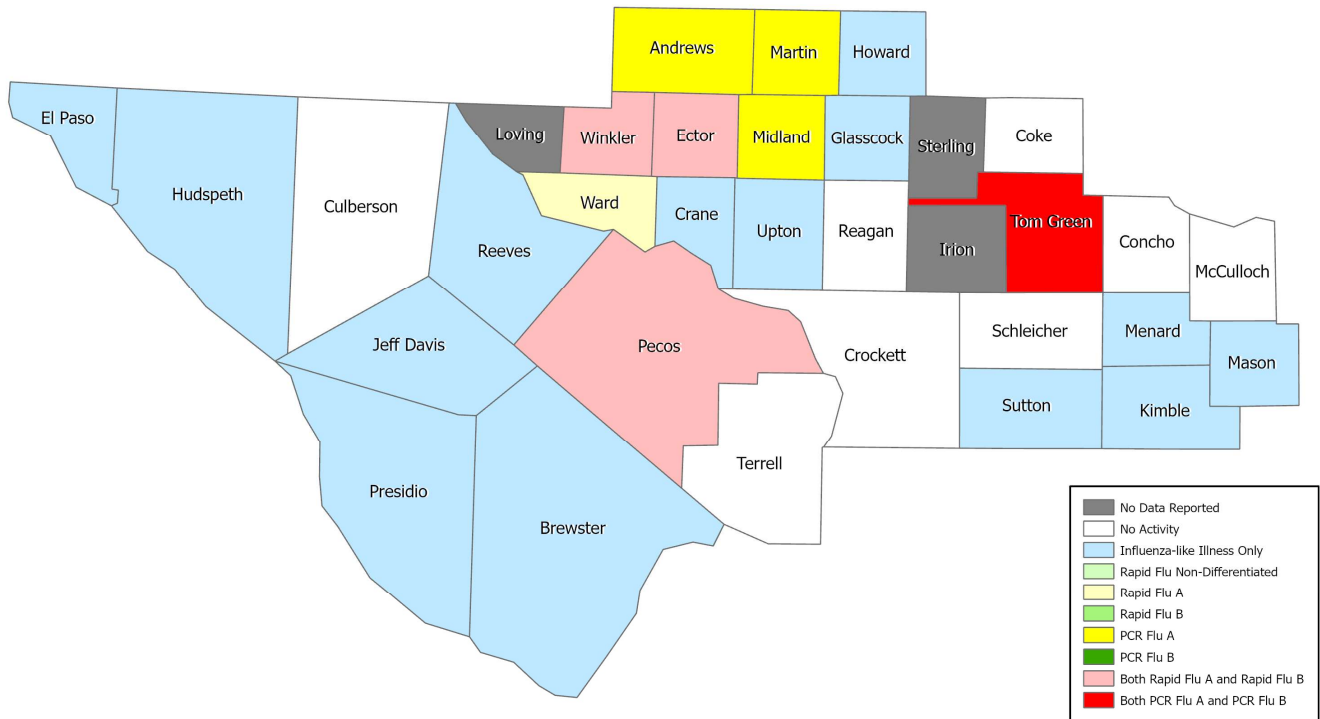 Andrews
Martin
Howard
El Paso
Hudspeth
Culberson
Loving
Winkler
Ector
Midland
Glasscock
Sterling
Coke
Reeves
Ward
Crane
Upton
Reagan
Irion
Tom Green
Concho
McCulloch
Jeff Davis
Pecos
Crockett
Schleicher
Menard
Mason
Sutton
Kimble
Presidio
Brewster
Terrell
No Data Reported
No Activity
Influenza-like Illness Only
Rapid Flu Non-Differentiated
Rapid Flu A
Rapid Flu B
PCR Flu A
PCR Flu B
Both Rapid Flu A and Rapid Flu B
Both PCR Flu A and PCR Flu B